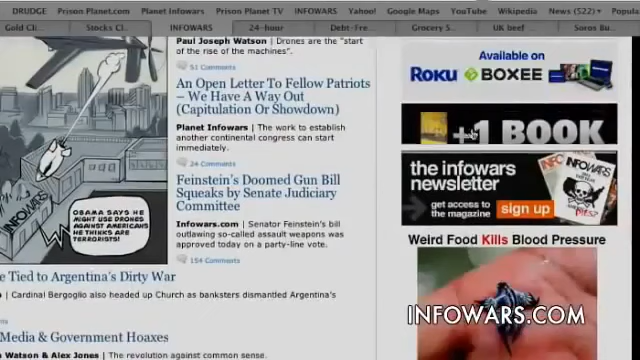 DRUDGE Prison Planet.com Planet Infowars Prison Planet TV INFOWARS Yahoo! Google Maps YouTube Wikipedia News (522) Popula
Gold Cli Stocks Cl INFOWARS 24-hour Debt-Fre Grocery S UK beef Soros Bu
Paul Joseph Watson | Drones are the "start
of the rise of the machines".
51 Comments
An Open Letter To Fellow Patriots
– We Have A Way Out
(Capitulation Or Showdown)
Planet Infowars | The work to establish
another continental congress can start
immediately.
24 Comments
Feinstein's Doomed Gun Bill
Squeaks by Senate Judiciary
Committee
Infowars.com | Senator Feinstein's bill
outlawing so-called assault weapons was
approved today on a party-line vote.
154 Comments
INFOWARS
OBAMA SAYS HE
MIGHT USE DRONES
AGAINST AMERICANS
HE THINKS ARE
TERRORISTS!
e Tied to Argentina's Dirty War
| Cardinal Bergoglio also headed up Church as banksters dismantled Argentina's
Media & Government Hoaxes
Watson & Alex Jones | The revolution against common sense.
Available on
Roku BOXEE
+1 BOOK
the infowars
newsletter
get access to
the magazine
sign up
INFOWARS
Weird Food Kills Blood Pressure
INFOWARS.COM